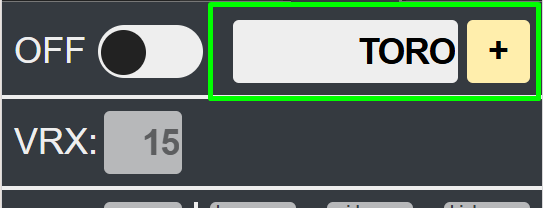 OFF TORO +
VRX: 15